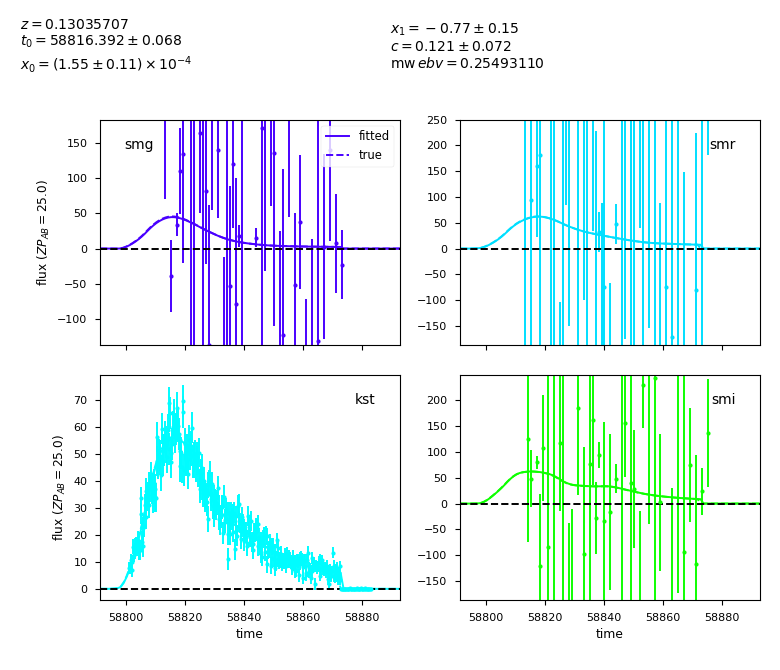 z = 0.13035707
t0 = 58816.392 ± 0.068
x0 = (1.55 ± 0.11) × 10⁻⁴
x1 = −0.77 ± 0.15
c = 0.121 ± 0.072
mw ebv = 0.25493110
smg
fitted
true
150
100
50
0
−50
−100
flux (ZP_AB = 25.0)
smr
250
200
150
100
50
0
−50
−100
−150
kst
70
60
50
40
30
20
10
0
flux (ZP_AB = 25.0)
58800 58820 58840 58860 58880
time
smi
200
150
100
50
0
−50
−100
−150
58800 58820 58840 58860 58880
time